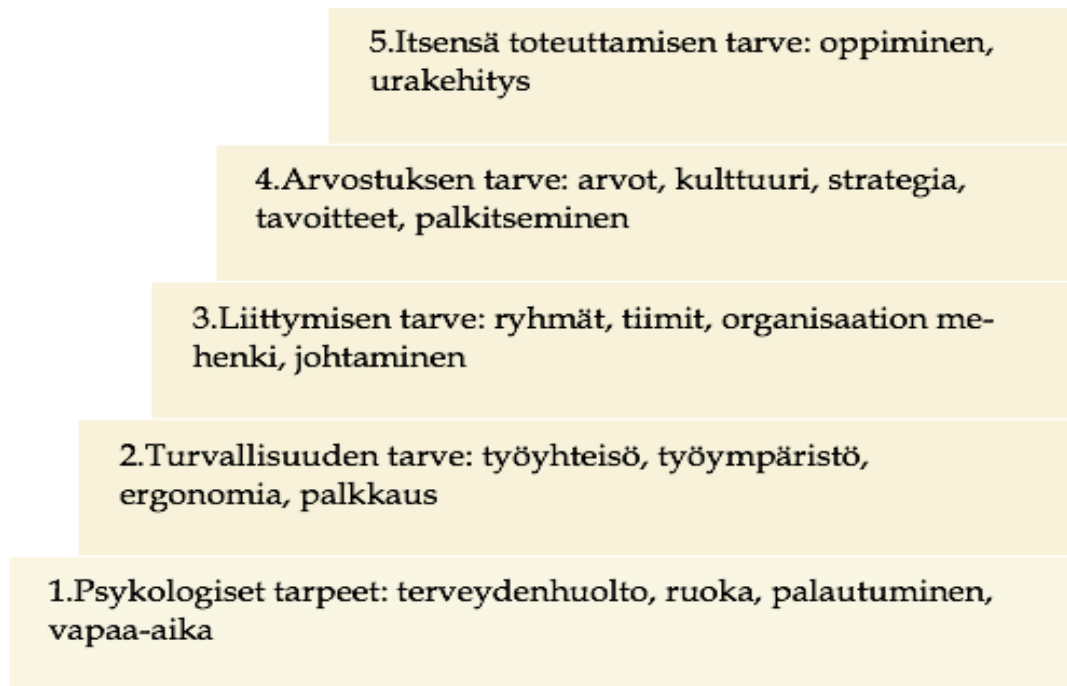 5.Itsensä toteuttamisen tarve: oppiminen,
urakehitys
4.Arvostuksen tarve: arvot, kulttuuri, strategia,
tavoitteet, palkitseminen
3.Liittymisen tarve: ryhmät, tiimit, organisaation me-
henki, johtaminen
2.Turvallisuuden tarve: työyhteisö, työympäristö,
ergonomia, palkkaus
1.Psykologiset tarpeet: terveydenhuolto, ruoka, palautuminen,
vapaa-aika